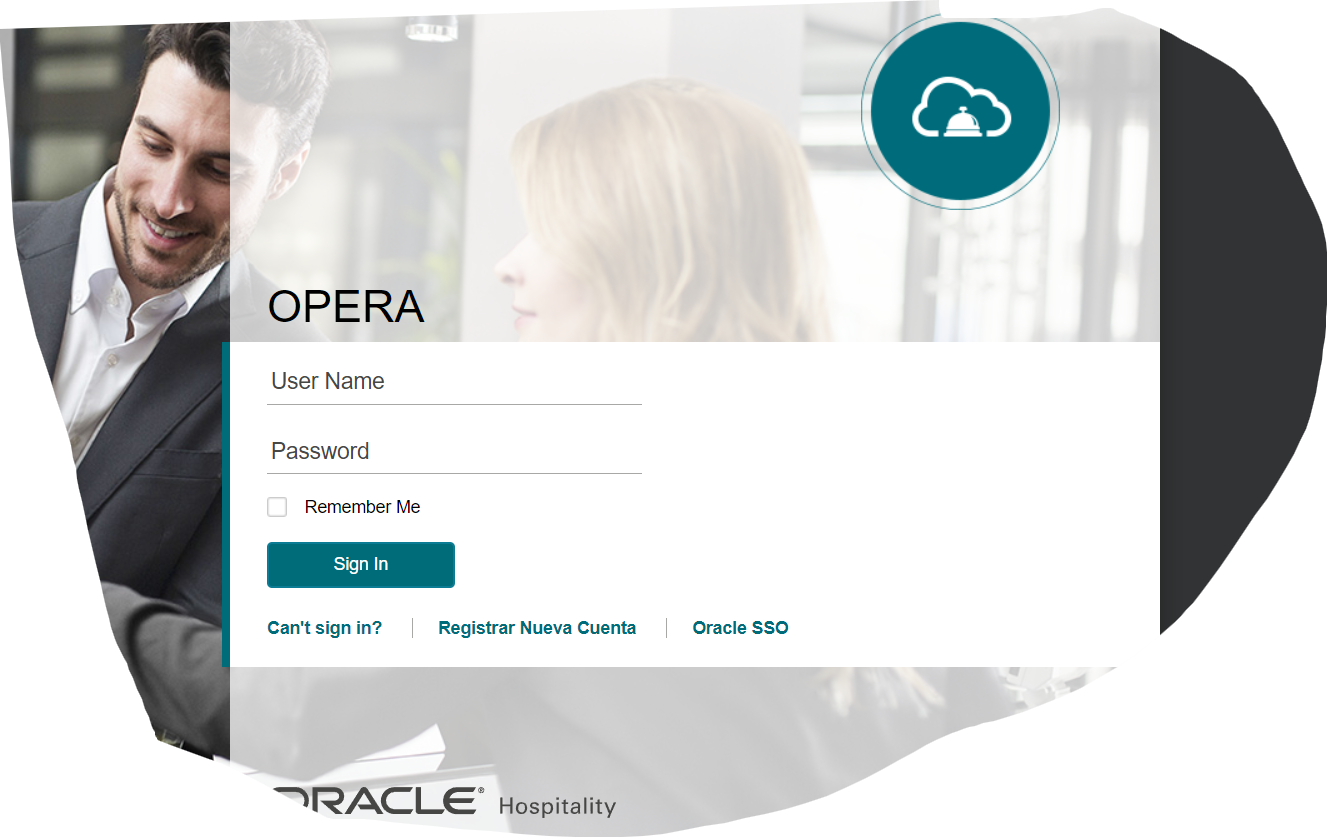 OPERA
User Name
Password
Remember Me
Sign In
Can't sign in? Registrar Nueva Cuenta Oracle SSO
ORACLE® Hospitality